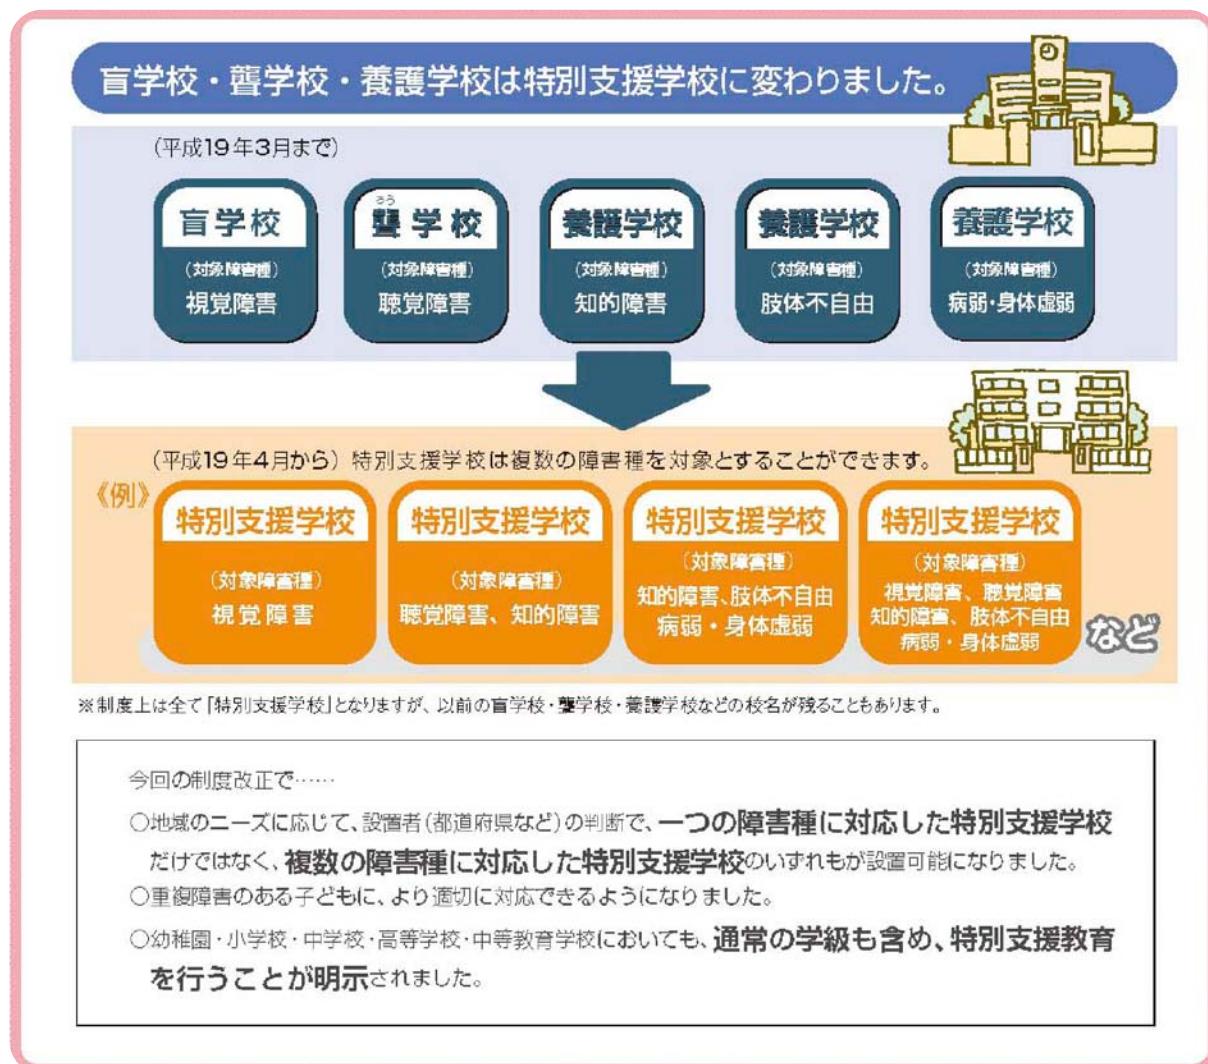 盲学校・聾学校・養護学校は特別支援学校に変わりました。
(平成19年3月まで)
盲学校
(対象障害種)
視覚障害
ろう
聾学校
(対象障害種)
聴覚障害
養護学校
(対象障害種)
知的障害
養護学校
(対象障害種)
肢体不自由
養護学校
(対象障害種)
病弱・身体虚弱
(平成19年4月から) 特別支援学校は複数の障害種を対象とすることができます。
《例》
特別支援学校
(対象障害種)
視覚障害
特別支援学校
(対象障害種)
聴覚障害、知的障害
特別支援学校
(対象障害種)
知的障害、肢体不自由
病弱・身体虚弱
特別支援学校
(対象障害種)
視覚障害、聴覚障害
知的障害、肢体不自由
病弱・身体虚弱
など
※制度上は全て「特別支援学校」となりますが、以前の盲学校・聾学校・養護学校などの校名が残ることもあります。
今回の制度改正で……
○地域のニーズに応じて、設置者(都道府県など)の判断で、一つの障害種に対応した特別支援学校
だけではなく、複数の障害種に対応した特別支援学校のいずれもが設置可能になりました。
○重複障害のある子どもに、より適切に対応できるようになりました。
○幼稚園・小学校・中学校・高等学校・中等教育学校においても、通常の学級も含め、特別支援教育
を行うことが明示されました。